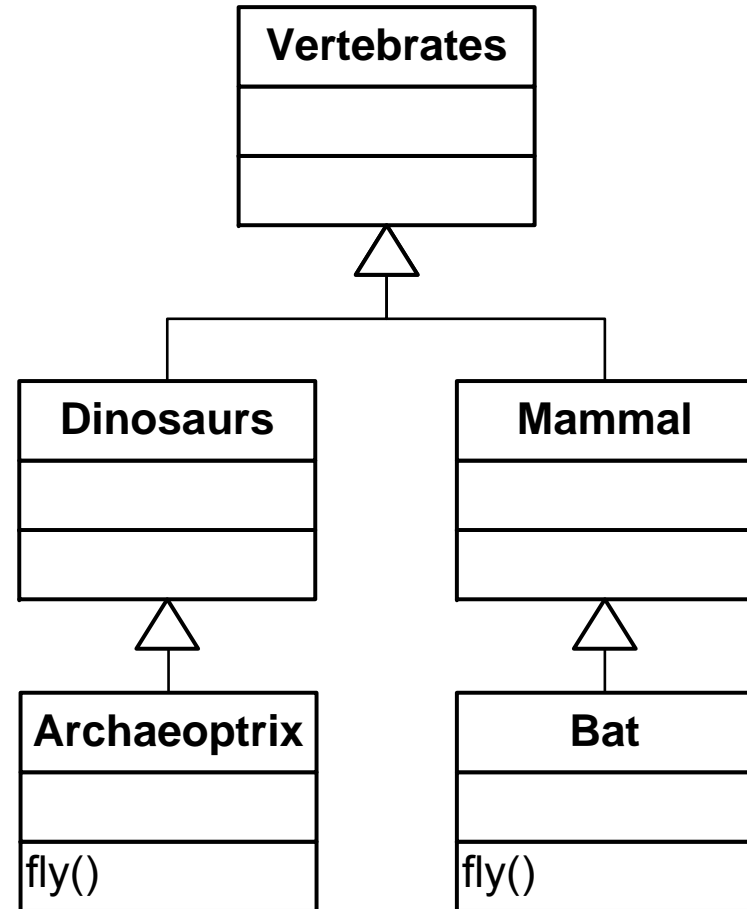 Vertebrates
Dinosaurs
Mammal
Archaeoptrix
Bat
fly()
fly()